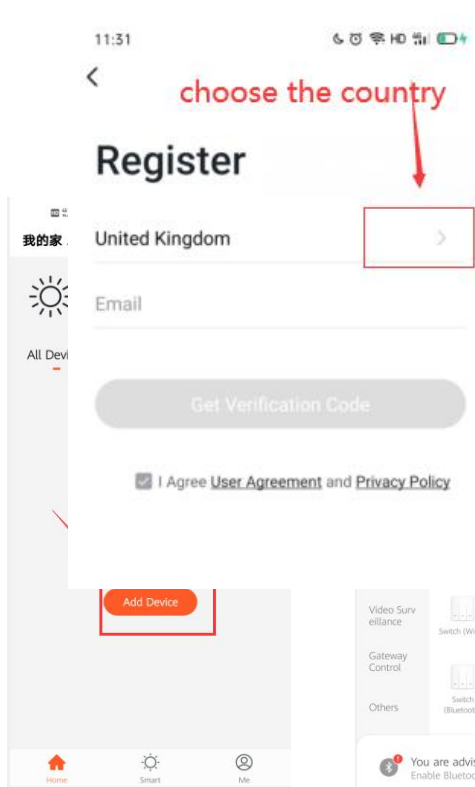 11:31
HD
choose the country
Register
我的家
United Kingdom
Email
All Devi
Get Verification Code
I Agree User Agreement and Privacy Policy
Add Device
Video Surv
eillance
Switch (Wi
Gateway
Control
Switch
(Bluetoot
Others
You are advis
Enable Bluetoo
Home
Smart
Me